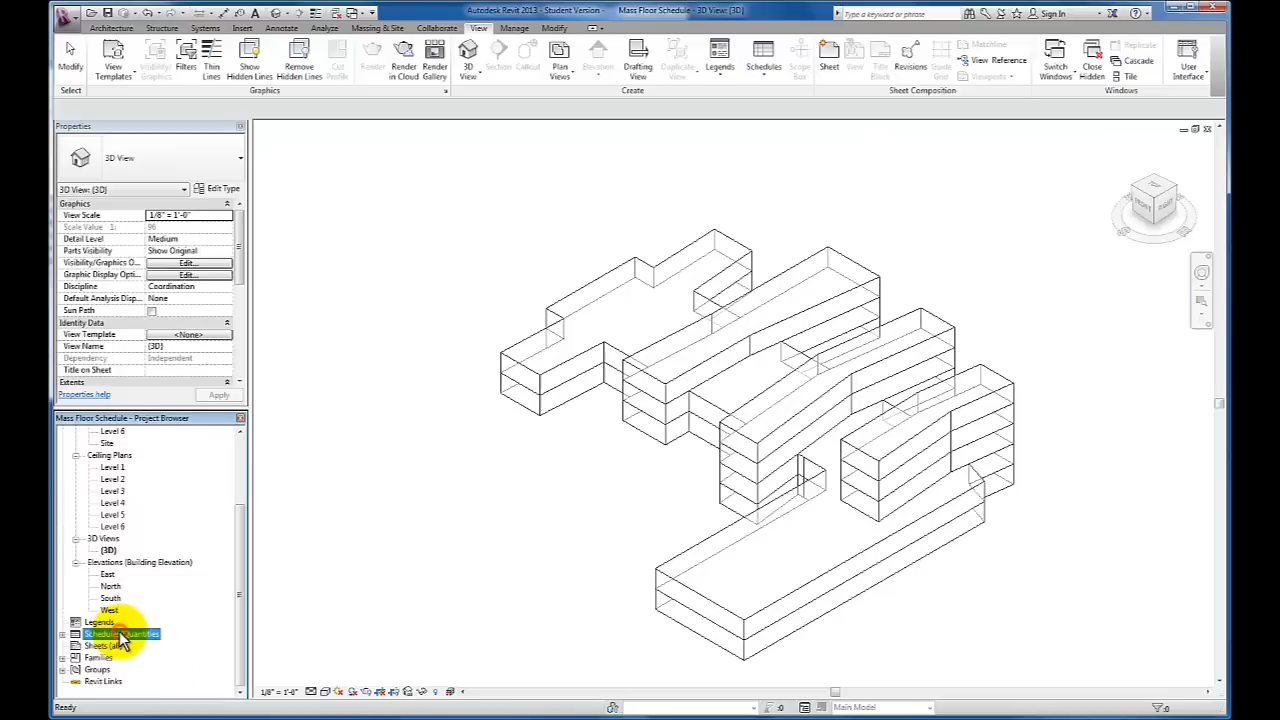 Autodesk Revit 2013 - Student Version - Mass Floor Schedule - 3D View: {3D}
Type a keyword or phrase
Sign In
Architecture Structure Systems Insert Annotate Analyze Massing & Site Collaborate View Manage Modify
Modify
View Templates
Visibility/ Graphics
Filters
Thin Lines
Show Hidden Lines
Remove Hidden Lines
Cut Profile
Render
Render in Cloud
Render Gallery
3D View
Section
Callout
Plan Views
Elevation
Drafting View
Duplicate View
Legends
Schedules
Scope Box
Sheet
View
Title Block
Revisions
Guide Grid
Matchline
View Reference
Viewports
Switch Windows
Close Hidden
Replicate
Cascade
Tile
User Interface
Select Graphics Create Sheet Composition Windows
Properties
3D View
3D View: {3D} Edit Type
Graphics
View Scale 1/8" = 1'-0"
Scale Value 1: 96
Detail Level Medium
Parts Visibility Show Original
Visibility/Graphics O... Edit...
Graphic Display Opti... Edit...
Discipline Coordination
Default Analysis Disp... None
Sun Path
Identity Data
View Template <None>
View Name {3D}
Dependency Independent
Title on Sheet
Extents
Properties help Apply
Mass Floor Schedule - Project Browser
Level 6
Site
Ceiling Plans
Level 1
Level 2
Level 3
Level 4
Level 5
Level 6
3D Views
{3D}
Elevations (Building Elevation)
East
North
South
West
Legends
Sheets
Families
Groups
Revit Links
TOP
FRONT
RIGHT
1/8" = 1'-0"
Ready
:0
Main Model
:0